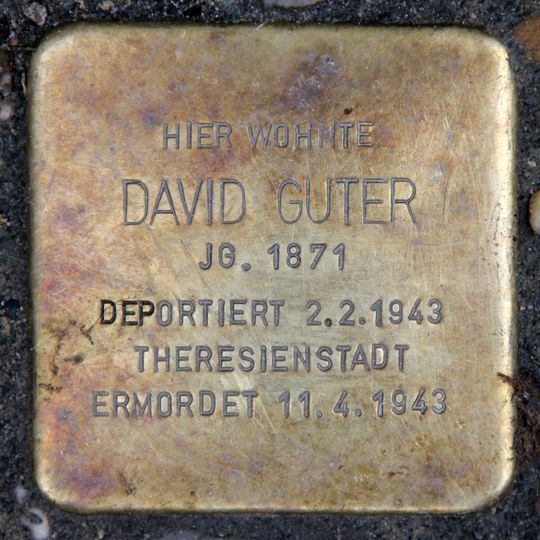 HIER WOHNTE
DAVID GUTER
JG. 1871
DEPORTIERT 2.2.1943
THERESIENSTADT
ERMORDET 11.4.1943